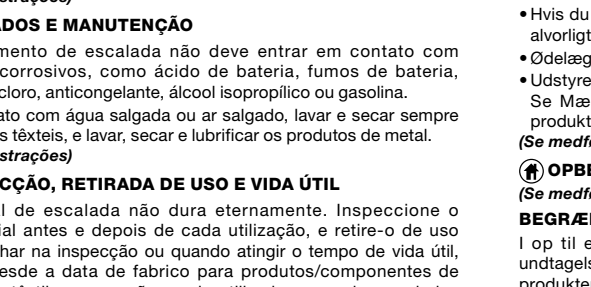 ADOS E MANUTENÇÃO
mento de escalada não deve entrar em contato com
corrosivos, como ácido de bateria, fumos de bateria,
cloro, anticongelante, álcool isopropílico ou gasolina.
ato com água salgada ou ar salgado, lavar e secar sempre
s têxteis, e lavar, secar e lubrificar os produtos de metal.
strações)
CÇÃO, RETIRADA DE USO E VIDA ÚTIL
l de escalada não dura eternamente. Inspeccione o
ial antes e depois de cada utilização, e retire-o de uso
har na inspecção ou quando atingir o tempo de vida útil,
esde a data de fabrico para produtos/componentes de
• Hvis du
alvorligt
• Ødelæg
• Udstyre
Se Mæ
produkt
(Se medf
OPBE
(Se medf
BEGRÆ
I op til e
undtagels
produkter